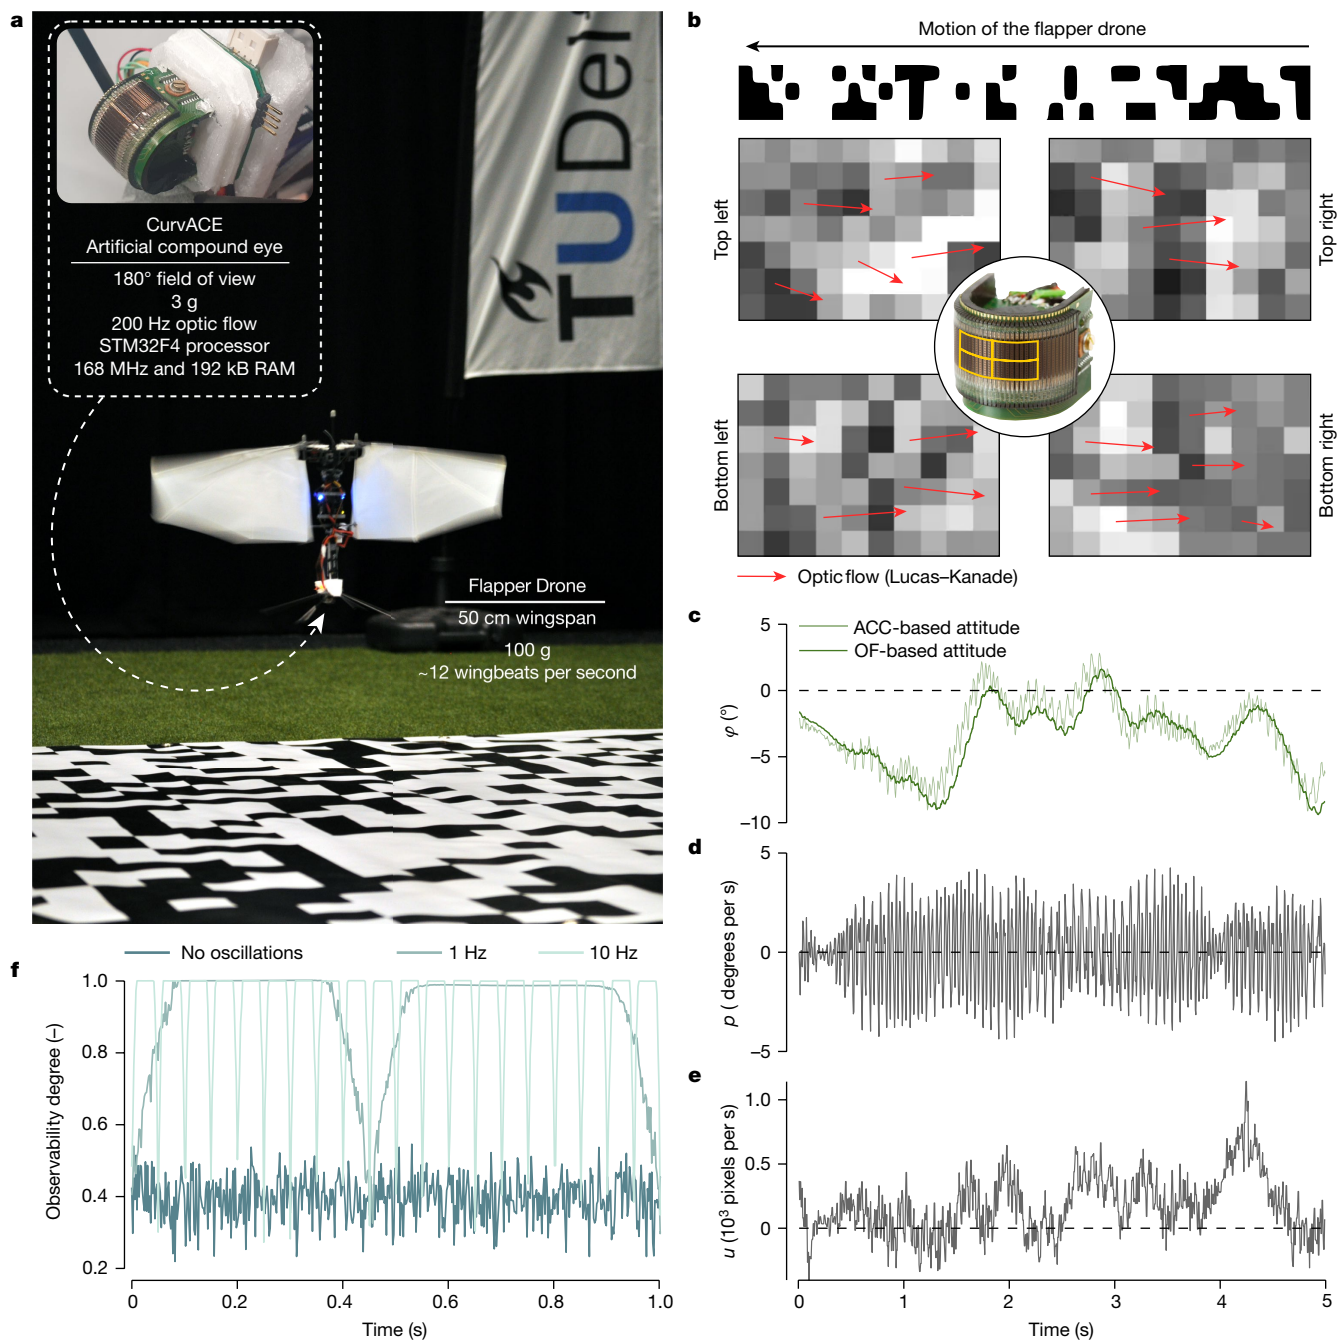 a
CurvACE
Artificial compound eye
180° field of view
3 g
200 Hz optic flow
STM32F4 processor
168 MHz and 192 kB RAM
TUDel
Flapper Drone
50 cm wingspan
100 g
~12 wingbeats per second
b
Motion of the flapper drone
Top left
Top right
Bottom left
Bottom right
Optic flow (Lucas–Kanade)
c
ACC-based attitude
OF-based attitude
5
0
−5
−10
φ (°)
d
5
0
−5
p ( degrees per s)
e
1.0
0.5
0
u (10³ pixels per s)
0
1
2
3
4
5
Time (s)
f
No oscillations
1 Hz
10 Hz
1.0
0.8
0.6
0.4
0.2
Observability degree (–)
0
0.2
0.4
0.6
0.8
1.0
Time (s)